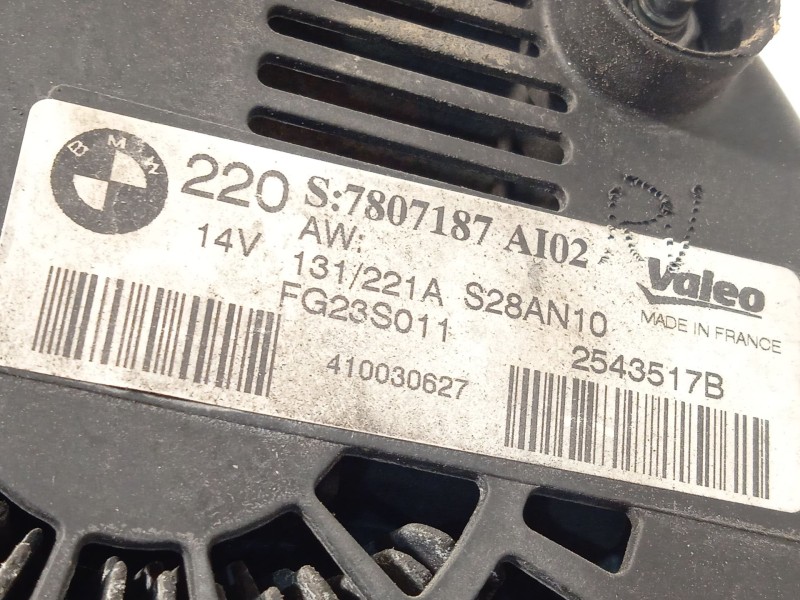 BMW
220 S:7807187 AI02
14V AW:
131/221A S28AN10
FG23S011
Valeo
MADE IN FRANCE
410030627
2543517B